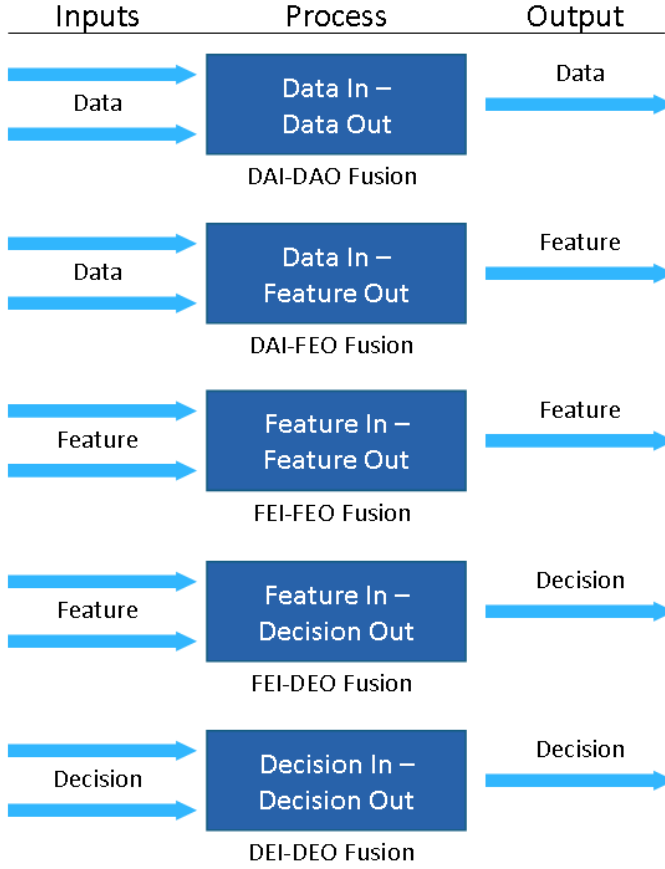 Inputs Process Output
Data In –
Data
Data
Data Out
DAI-DAO Fusion
Data In –
Feature
Data
Feature Out
DAI-FEO Fusion
Feature In –
Feature
Feature
Feature Out
FEI-FEO Fusion
Feature In –
Decision
Feature
Decision Out
FEI-DEO Fusion
Decision In –
Decision
Decision
Decision Out
DEI-DEO Fusion